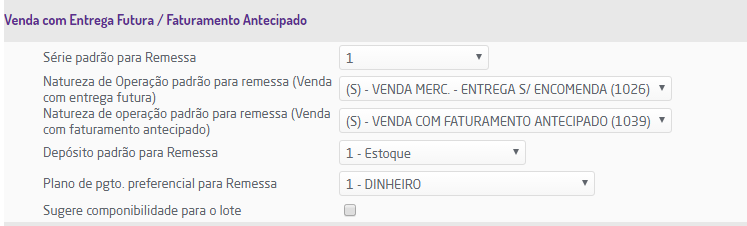 Venda com Entrega Futura / Faturamento Antecipado
Série padrão para Remessa
1
Natureza de Operação padrão para remessa (Venda
com entrega futura)
(S) - VENDA MERC. - ENTREGA S/ ENCOMENDA (1026)
Natureza de operação padrão para remessa (Venda
com faturamento antecipado)
(S) - VENDA COM FATURAMENTO ANTECIPADO (1039)
Depósito padrão para Remessa
1 - Estoque
Plano de pgto. preferencial para Remessa
1 - DINHEIRO
Sugere componibilidade para o lote